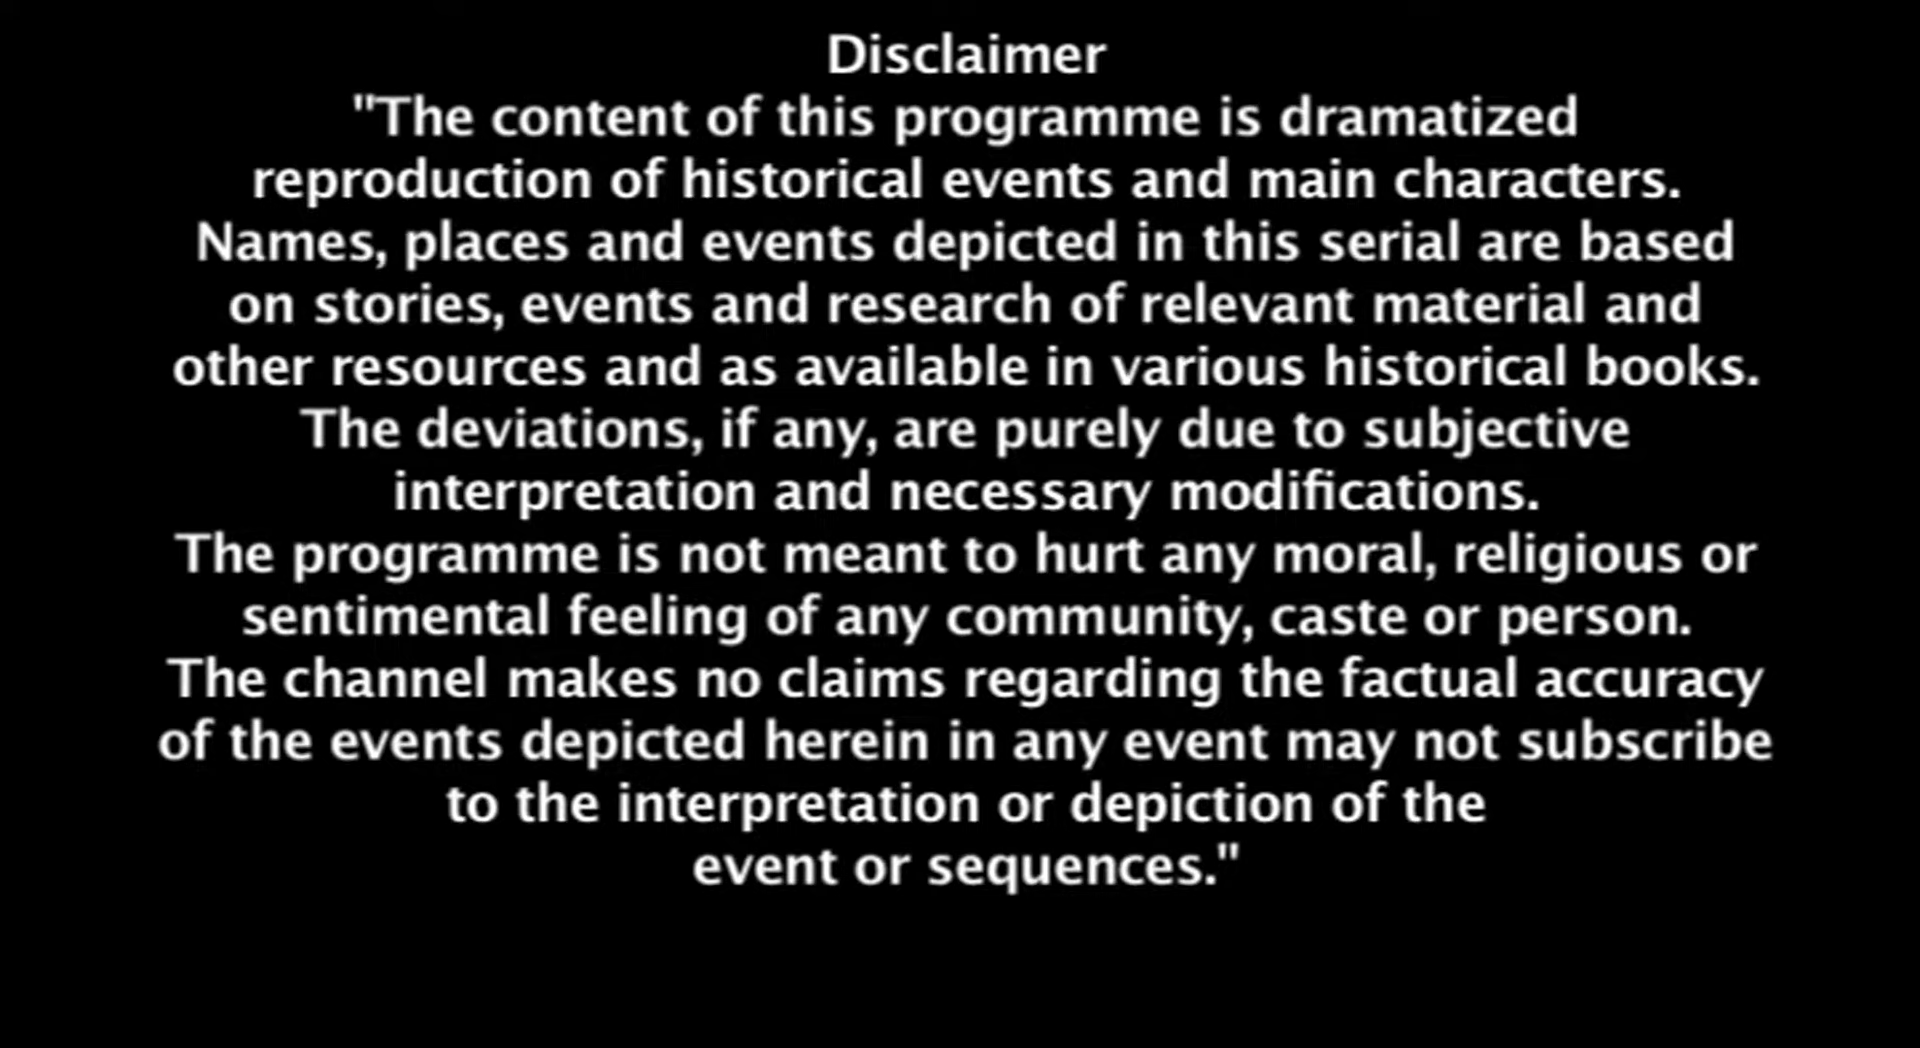 Disclaimer
"The content of this programme is dramatized
reproduction of historical events and main characters.
Names, places and events depicted in this serial are based
on stories, events and research of relevant material and
other resources and as available in various historical books.
The deviations, if any, are purely due to subjective
interpretation and necessary modifications.
The programme is not meant to hurt any moral, religious or
sentimental feeling of any community, caste or person.
The channel makes no claims regarding the factual accuracy
of the events depicted herein in any event may not subscribe
to the interpretation or depiction of the
event or sequences."